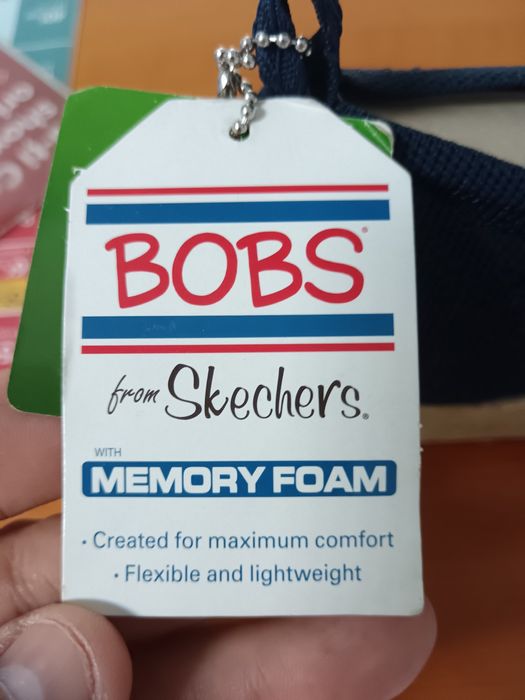 BOBS®
from Skechers®
WITH
MEMORY FOAM
• Created for maximum comfort
• Flexible and lightweight